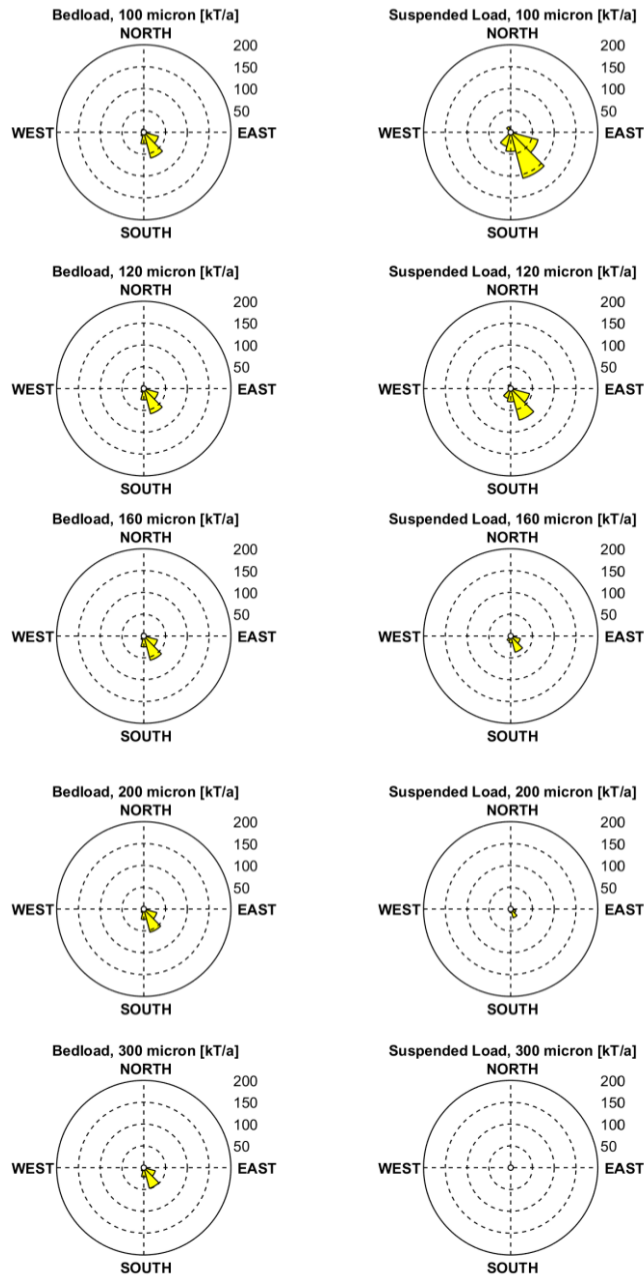 Bedload, 100 micron [kT/a]
NORTH
200
150
100
50
WEST
EAST
SOUTH
Suspended Load, 100 micron [kT/a]
NORTH
200
150
100
50
WEST
EAST
SOUTH
Bedload, 120 micron [kT/a]
NORTH
200
150
100
50
WEST
EAST
SOUTH
Suspended Load, 120 micron [kT/a]
NORTH
200
150
100
50
WEST
EAST
SOUTH
Bedload, 160 micron [kT/a]
NORTH
200
150
100
50
WEST
EAST
SOUTH
Suspended Load, 160 micron [kT/a]
NORTH
200
150
100
50
WEST
EAST
SOUTH
Bedload, 200 micron [kT/a]
NORTH
200
150
100
50
WEST
EAST
SOUTH
Suspended Load, 200 micron [kT/a]
NORTH
200
150
100
50
WEST
EAST
SOUTH
Bedload, 300 micron [kT/a]
NORTH
200
150
100
50
WEST
EAST
SOUTH
Suspended Load, 300 micron [kT/a]
NORTH
200
150
100
50
WEST
EAST
SOUTH